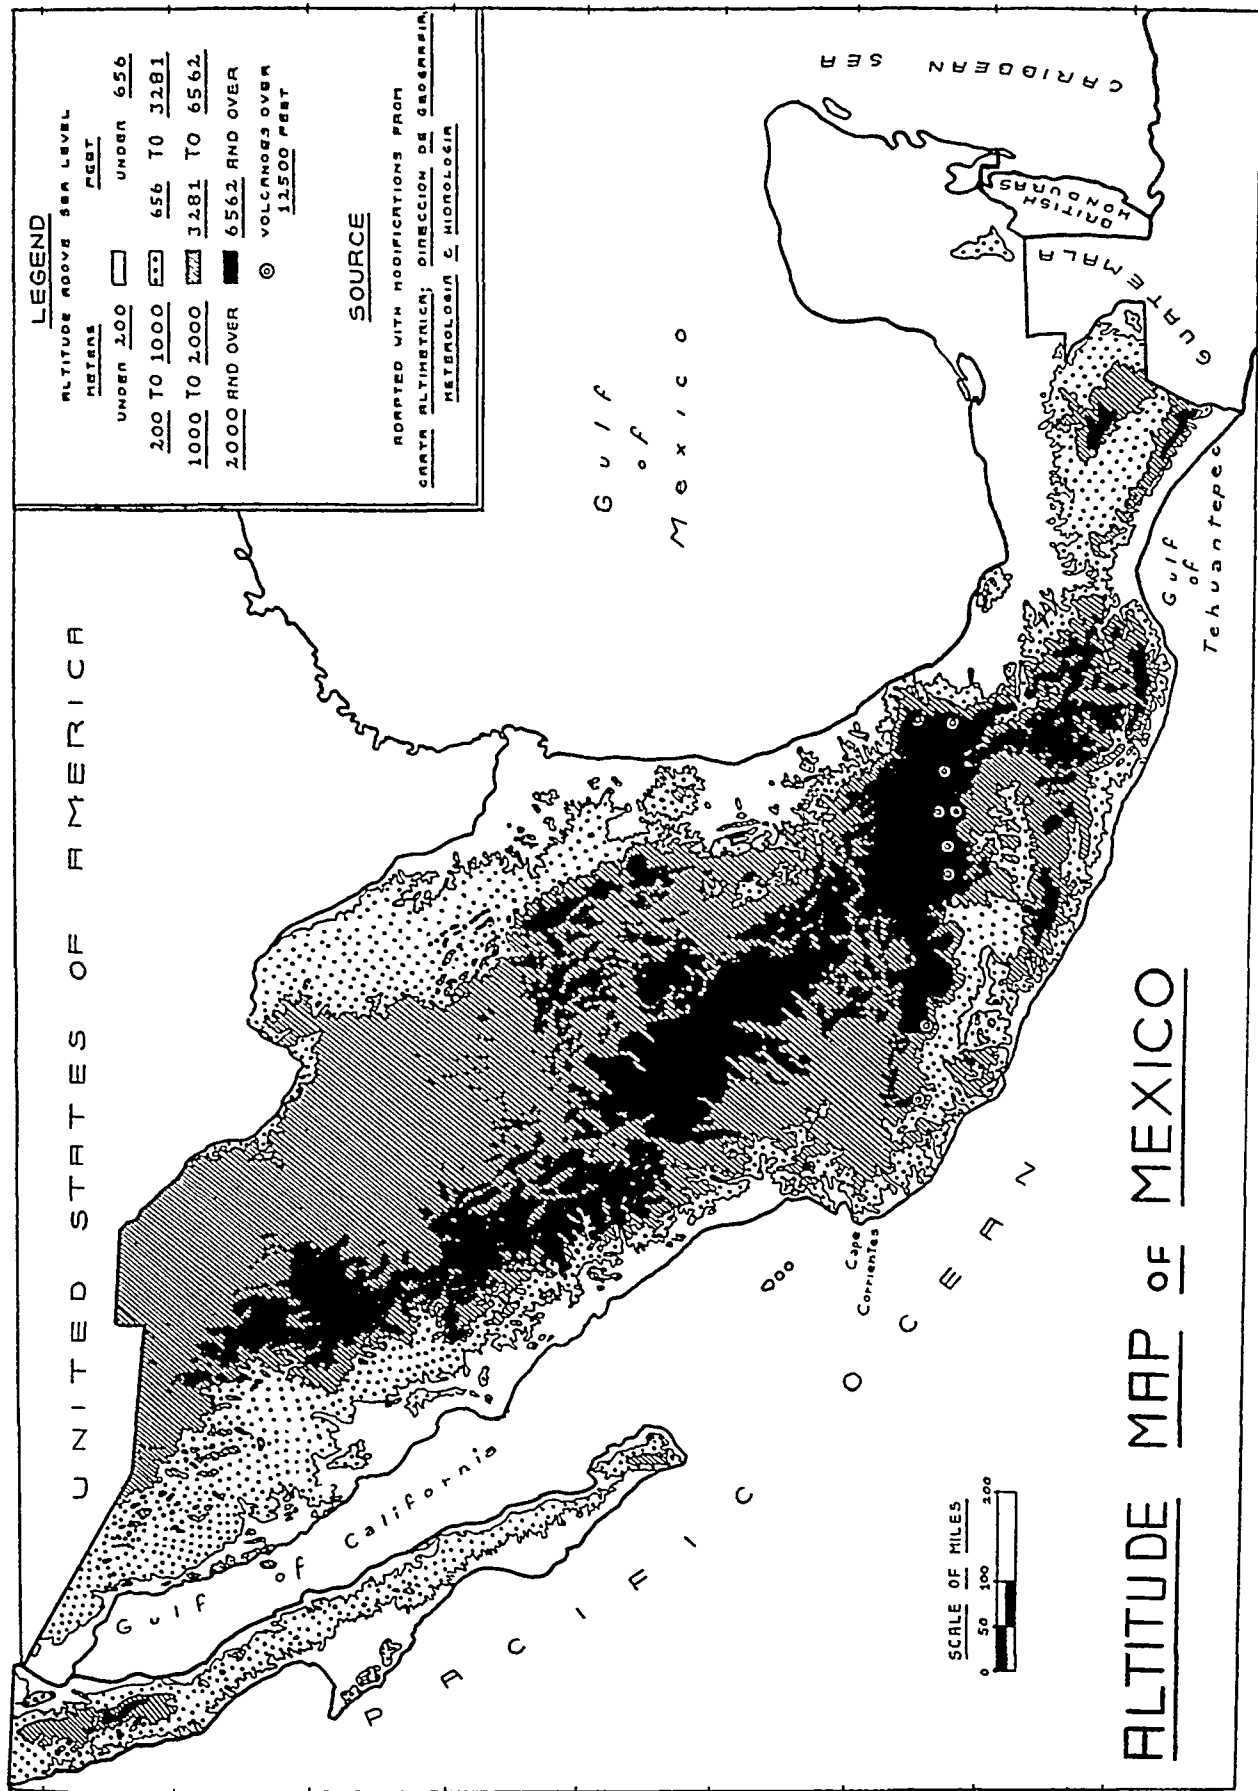 LEGEND
ALTITUDE ABOVE SEA LEVEL
METERS FEET
UNDER 200 UNDER 656
200 TO 1000 656 TO 3281
1000 TO 2000 3281 TO 6562
2000 AND OVER 6562 AND OVER
VOLCANOES OVER
12500 FEET
SOURCE
ADAPTED WITH MODIFICATIONS FROM
CARTA ALTIMETRICA; DIRECCION DE GEOGRAFIA,
METEROLOGIA E HIDROLOGIA
UNITED STATES OF AMERICA
Gulf
of
Mexico
CARIBBEAN SEA
BRITISH
HONDURAS
GUATEMALA
Gulf
of
Tehuantepec
Gulf of California
Cape
Corrientes
PACIFIC OCEAN
SCALE OF MILES
0 50 100 200
ALTITUDE MAP OF MEXICO